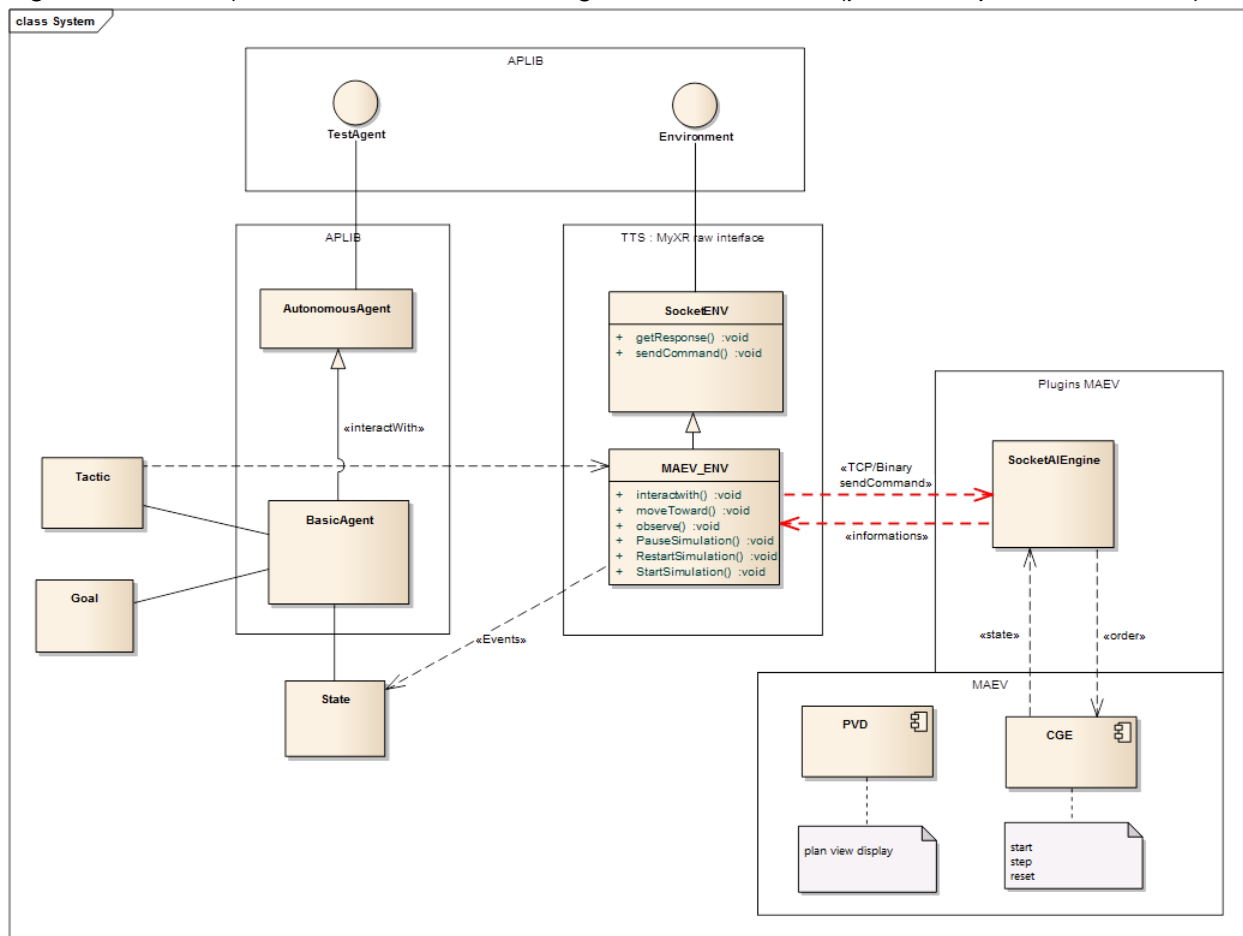 class System
APLIB
TestAgent
Environment
APLIB
TTS : MyXR raw interface
AutonomousAgent
SocketENV
+ getResponse() :void
+ sendCommand() :void
Plugins MAEV
«interactWith»
Tactic
MAEV_ENV
+ interactwith() :void
+ moveToward() :void
+ observe() :void
+ PauseSimulation() :void
+ RestartSimulation() :void
+ StartSimulation() :void
«TCP/Binary
sendCommand»
SocketAIEngine
«informations»
BasicAgent
Goal
«Events»
«state»
«order»
State
MAEV
PVD
CGE
plan view display
start
step
reset